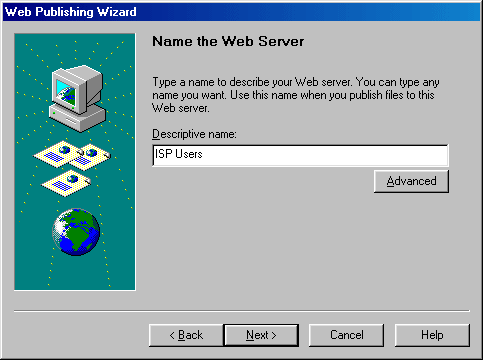 Web Publishing Wizard
Name the Web Server
Type a name to describe your Web server. You can type any
name you want. Use this name when you publish files to this
Web server.
Descriptive name:
ISP Users
Advanced
< Back
Next >
Cancel
Help